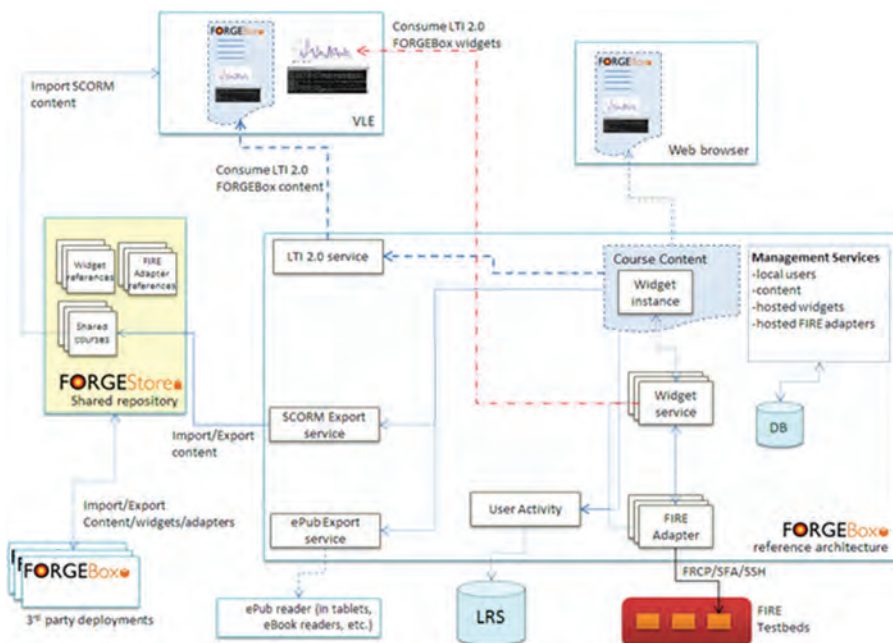 Consume LTI 2.0
FORGEBox widgets
FORGEBox
Import SCORM
content
VLE
FORGEBox
Web browser
Consume LTI 2.0
FORGEBox content
Widget
references
FIRE
Adapter
references
Shared
courses
FORGEStore
Shared repository
LTI 2.0 service
Course Content
Widget
instance
Management Services
-local users
-content
-hosted widgets
-hosted FIRE adapters
Widget
service
DB
SCORM Export
service
Import/Export
content
ePub Export
service
User Activity
FIRE
Adapter
FORGEBox
reference architecture
Import/Export
Content/widgets/adapters
FORGEBox
3rd party deployments
ePub reader (in tablets,
eBook readers, etc.)
LRS
FRCP/SFA/SSH
FIRE
Testbeds